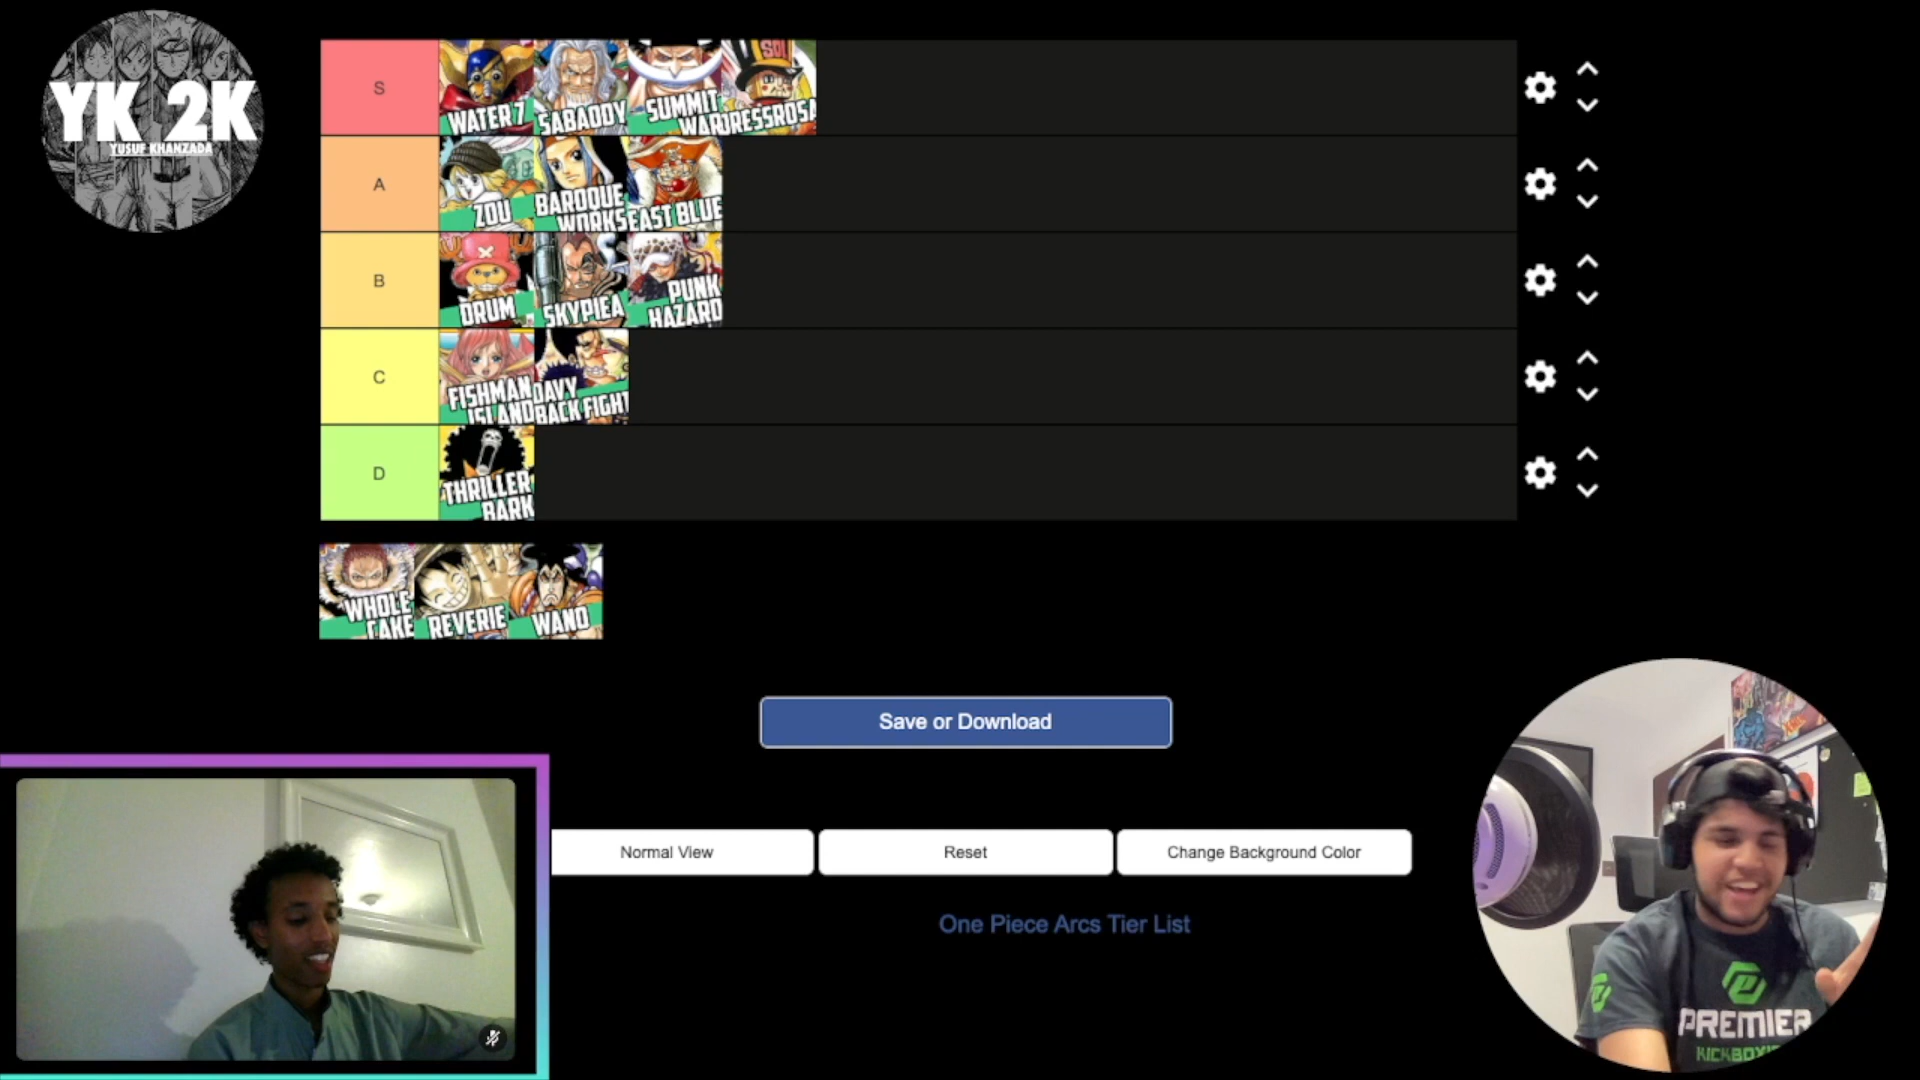 YK 2K
YUSUF KHANZADA
S
WATER 7
SABAODY
SUMMIT
WAR
DRESSROSA
SOL
A
ZOU
BAROQUE
WORKS
EAST BLUE
B
DRUM
SKYPIEA
PUNK
HAZARD
C
FISHMAN
ISLAND
DAVY
BACK FIGHT
D
THRILLER
BARK
WHOLE
CAKE
REVERIE
WANO
Save or Download
Normal View
Reset
Change Background Color
One Piece Arcs Tier List
PREMIER